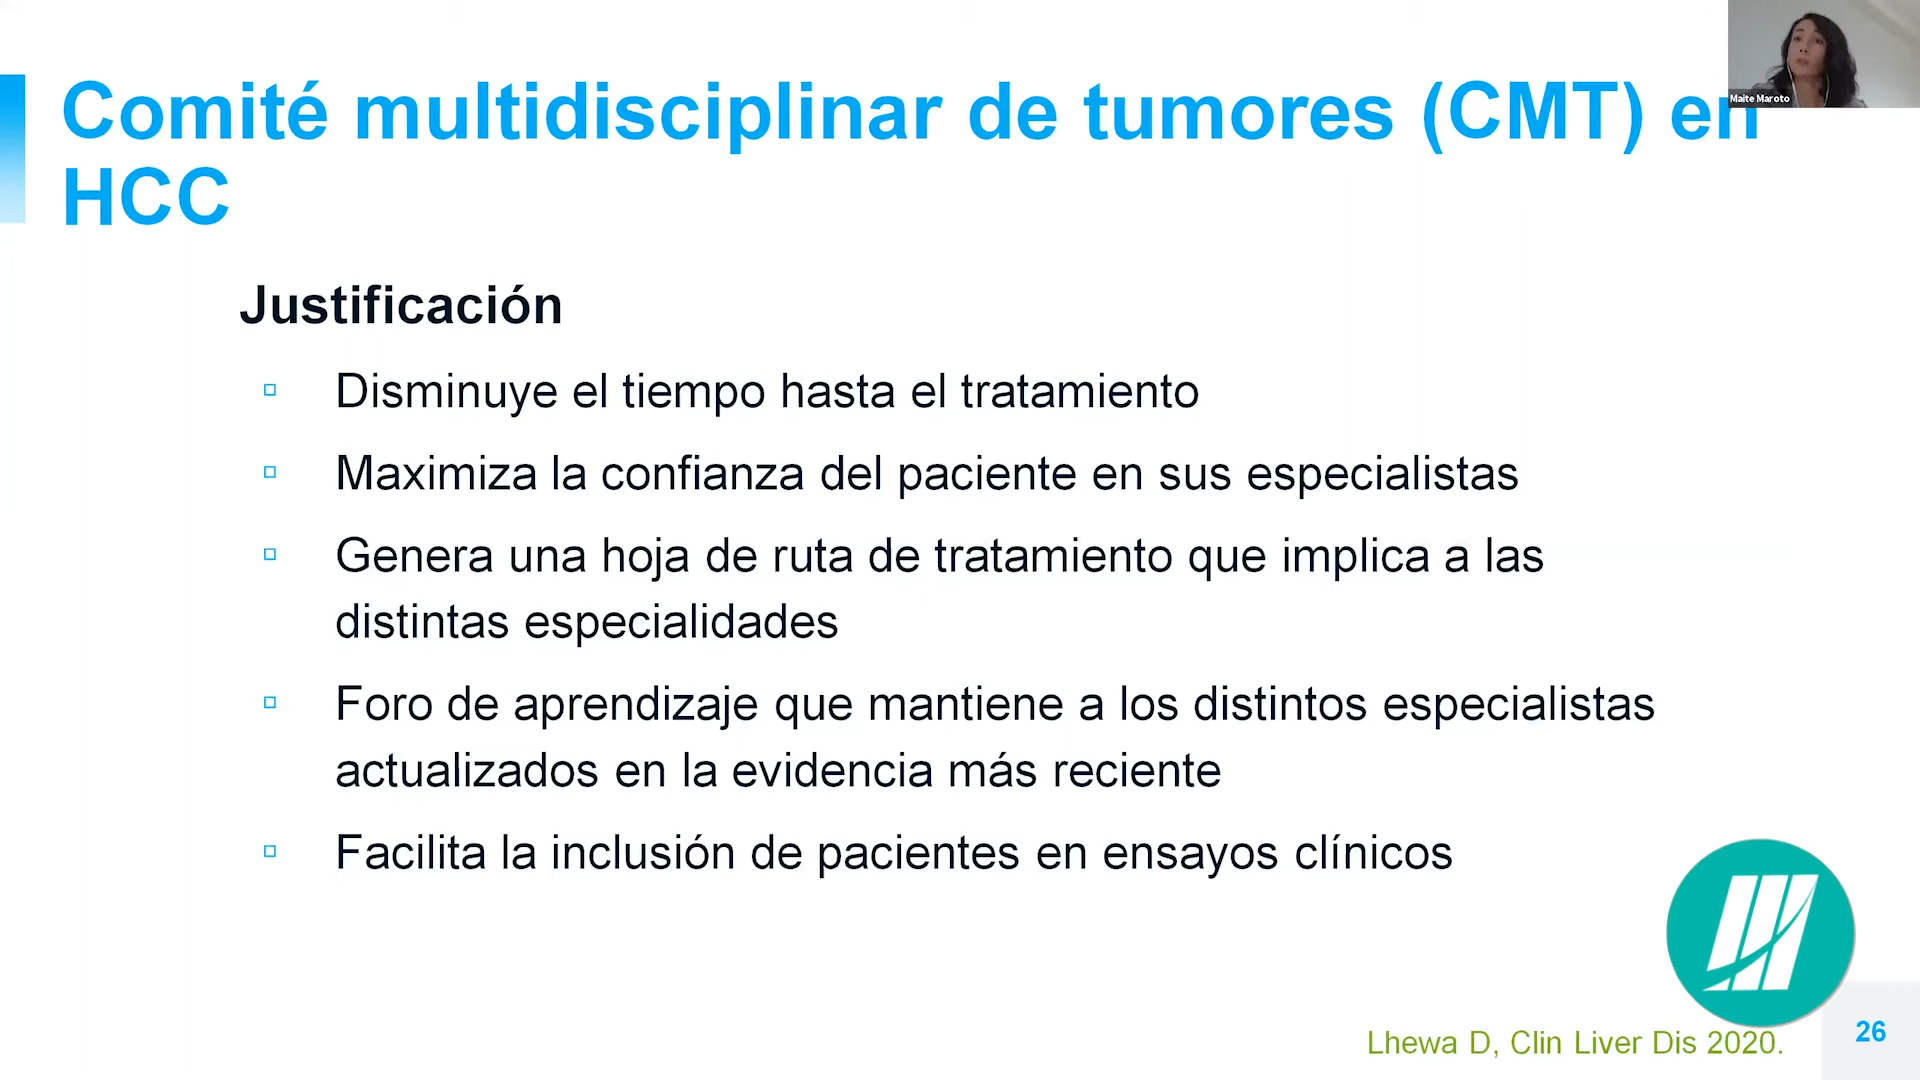 Comité multidisciplinar de tumores (CMT) en
HCC
Maite Maroto
Justificación
Disminuye el tiempo hasta el tratamiento
Maximiza la confianza del paciente en sus especialistas
Genera una hoja de ruta de tratamiento que implica a las
distintas especialidades
Foro de aprendizaje que mantiene a los distintos especialistas
actualizados en la evidencia más reciente
Facilita la inclusión de pacientes en ensayos clínicos
Lhewa D, Clin Liver Dis 2020.
26